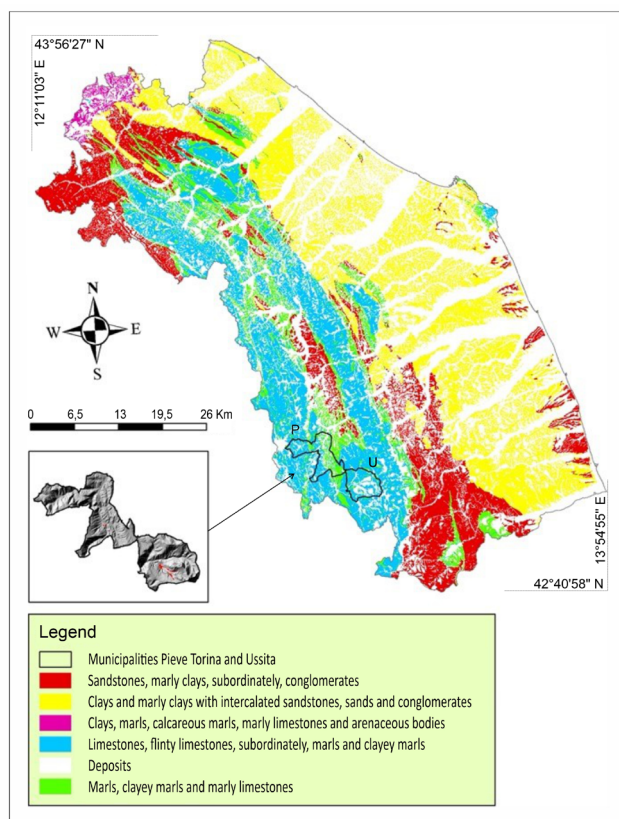 43°56'27" N
12°11'03" E
N
W E
S
0 6,5 13 19,5 26 Km
P
U
13°54'55" E
42°40'58" N
Legend
Municipalities Pieve Torina and Ussita
Sandstones, marly clays, subordinately, conglomerates
Clays and marly clays with intercalated sandstones, sands and conglomerates
Clays, marls, calcareous marls, marly limestones and arenaceous bodies
Limestones, flinty limestones, subordinately, marls and clayey marls
Deposits
Marls, clayey marls and marly limestones